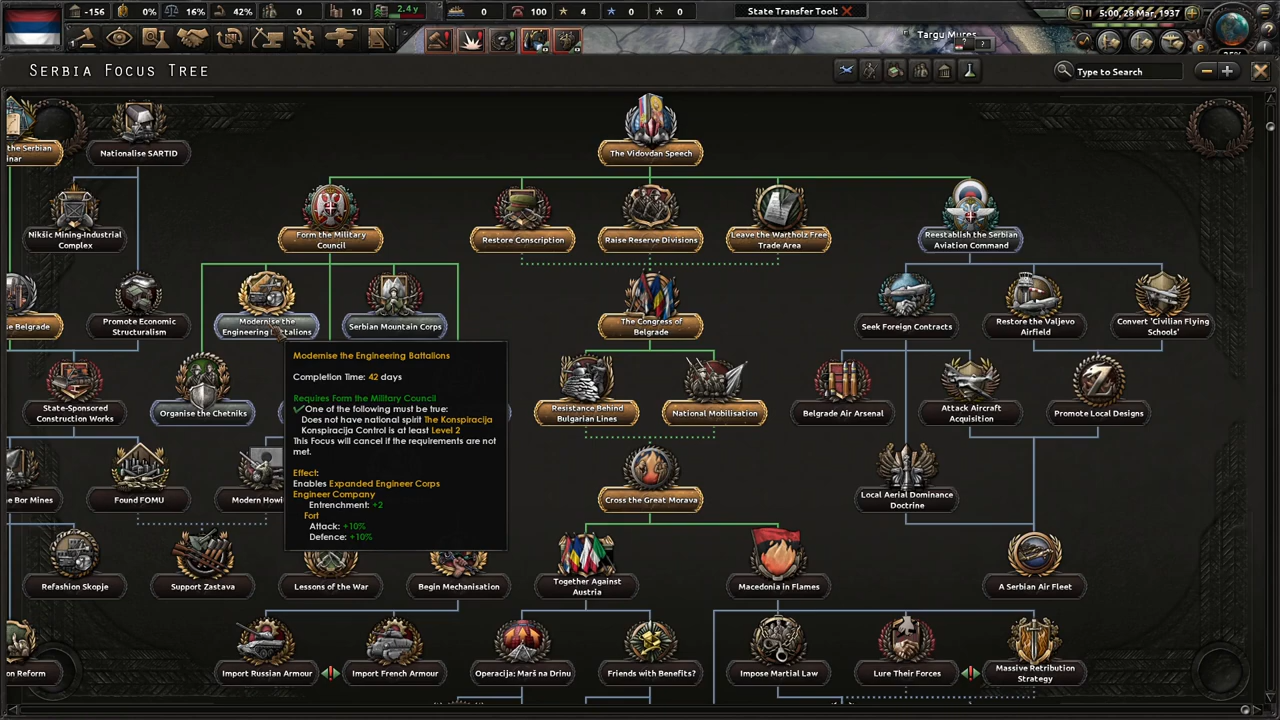 -156
0%
16%
42%
0
10
2.4 y
0
100
4
0
0
State Transfer Tool:
5:00, 28 Mar, 1937
Targu Mures
SERBIA FOCUS TREE
Type to Search
the Serbian
Nationalise SARTID
The Vidovdan Speech
Nikšic Mining-Industrial
Complex
Form the Military
Council
Restore Conscription
Raise Reserve Divisions
Leave the Wartholz Free
Trade Area
Reestablish the Serbian
Aviation Command
se Belgrade
Promote Economic
Structuralism
Modernise the
Engineering Battalions
Serbian Mountain Corps
The Congress of
Belgrade
Seek Foreign Contracts
Restore the Valjevo
Airfield
Convert 'Civilian Flying
Schools'
Modernise the Engineering Battalions
Completion Time: 42 days
Requires Form the Military Council
One of the following must be true:
Does not have national spirit The Konspiracija
Konspiracija Control is at least Level 2
This Focus will cancel if the requirements are not
met.
Effect:
Enables Expanded Engineer Corps
Engineer Company
Entrenchment: +2
Fort
Attack: +10%
Defence: +10%
State-Sponsored
Construction Works
Organise the Chetniks
Resistance Behind
Bulgarian Lines
National Mobilisation
Belgrade Air Arsenal
Attack Aircraft
Acquisition
Promote Local Designs
e Bor Mines
Found FOMU
Modern Howi
Cross the Great Morava
Local Aerial Dominance
Doctrine
Refashion Skopje
Support Zastava
Lessons of the War
Begin Mechanisation
Together Against
Austria
Macedonia in Flames
A Serbian Air Fleet
on Reform
Import Russian Armour
Import French Armour
Operacija: Marš na Drinu
Friends with Benefits?
Impose Martial Law
Lure Their Forces
Massive Retribution
Strategy